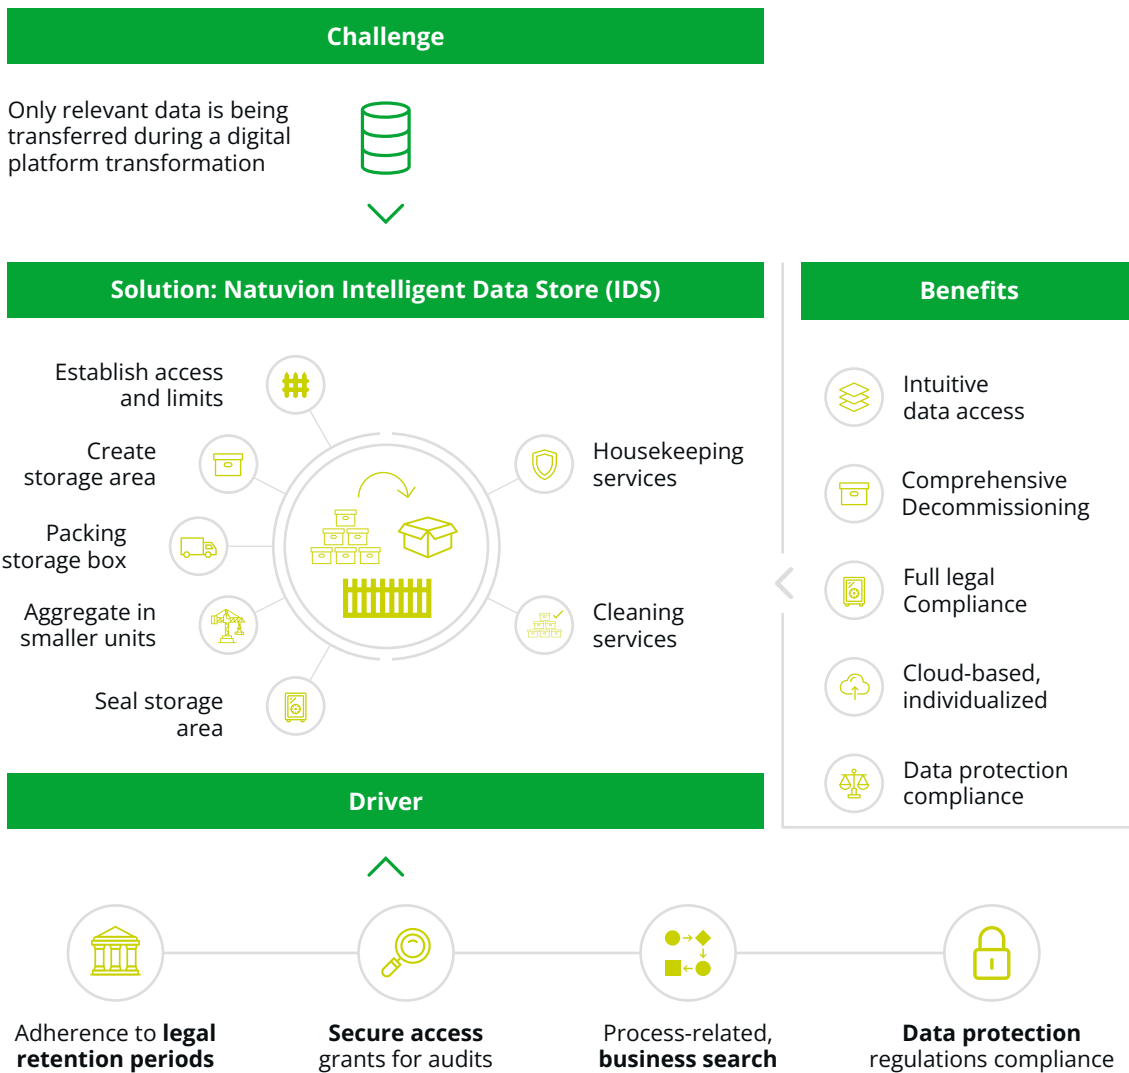 Challenge
Only relevant data is being
transferred during a digital
platform transformation
Solution: Natuvion Intelligent Data Store (IDS)
Establish access
and limits
Create
storage area
Packing
storage box
Aggregate in
smaller units
Seal storage
area
Housekeeping
services
Cleaning
services
Benefits
Intuitive
data access
Comprehensive
Decommissioning
Full legal
Compliance
Cloud-based,
individualized
Data protection
compliance
Driver
Adherence to legal
retention periods
Secure access
grants for audits
Process-related,
business search
Data protection
regulations compliance